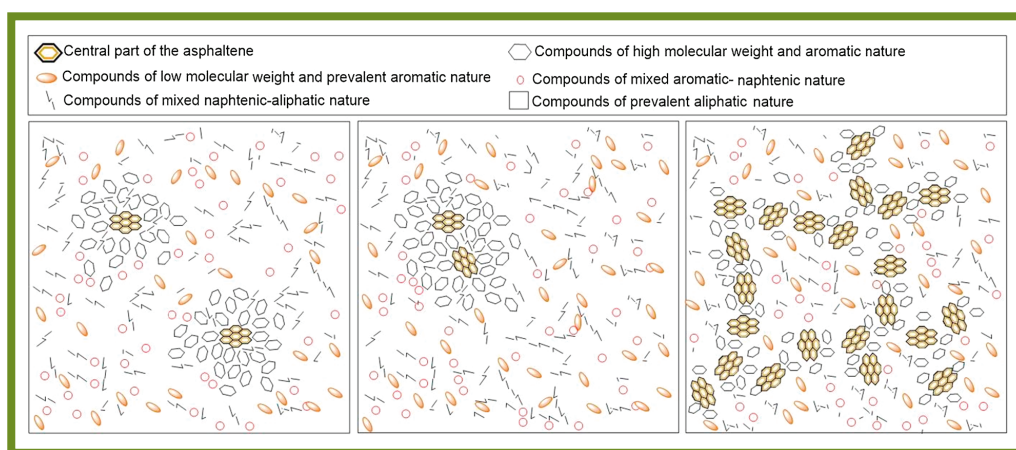 Central part of the asphaltene
Compounds of high molecular weight and aromatic nature
Compounds of low molecular weight and prevalent aromatic nature
Compounds of mixed aromatic- naphtenic nature
Compounds of mixed naphtenic-aliphatic nature
Compounds of prevalent aliphatic nature